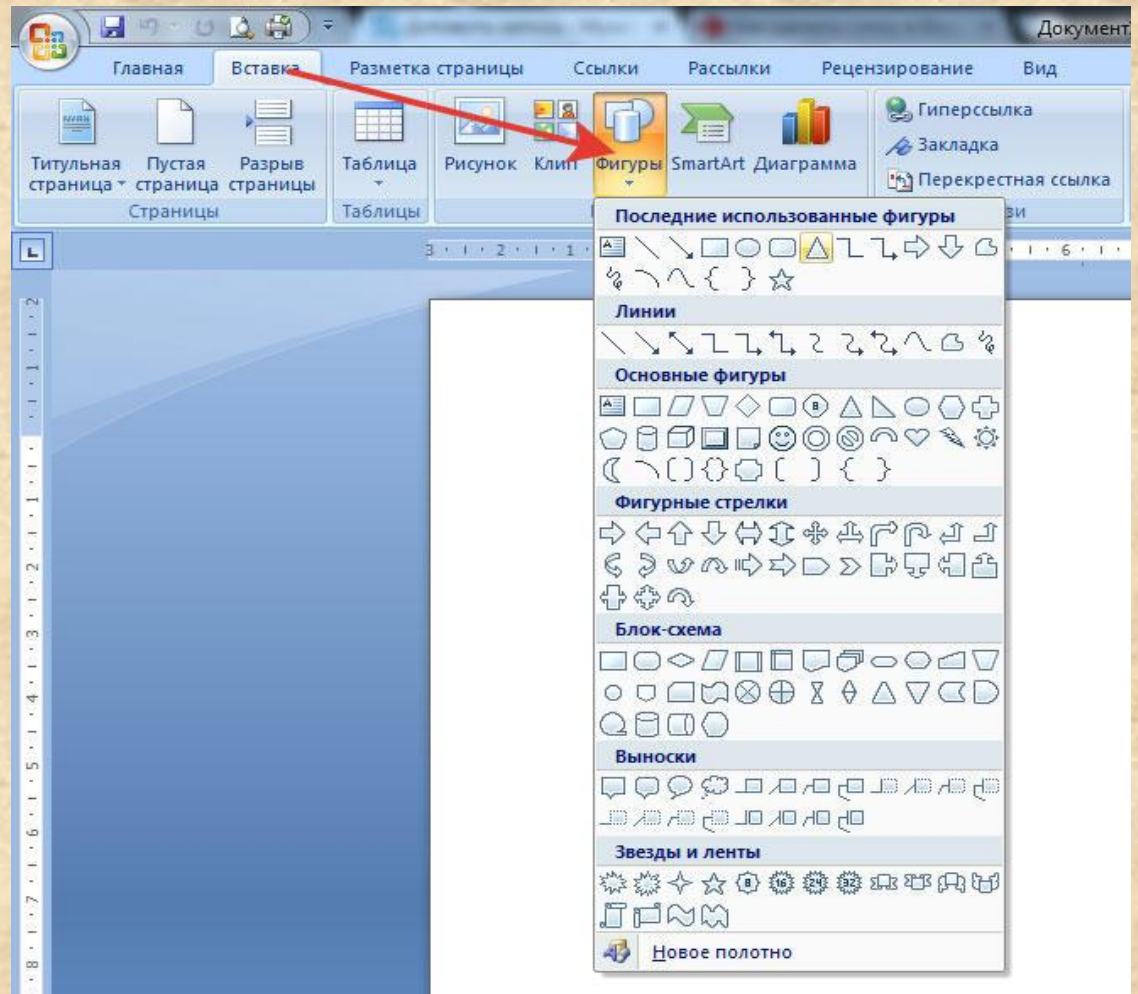 Документ
Главная Вставка Разметка страницы Ссылки Рассылки Рецензирование Вид
Титульная страница
Пустая страница
Разрыв страницы
Таблица
Рисунок
Клип
Фигуры
SmartArt
Диаграмма
Гиперссылка
Закладка
Перекрестная ссылка
Страницы
Таблицы
Последние использованные фигуры
Линии
Основные фигуры
Фигурные стрелки
Блок-схема
Выноски
Звезды и ленты
Новое полотно